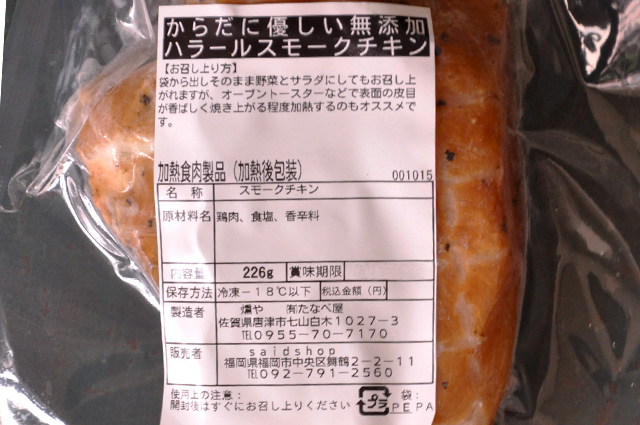 からだに優しい無添加
ハラールスモークチキン
【お召し上り方】
袋から出しそのまま野菜とサラダにしてもお召し上
がれますが、オーブントースターなどで表面の皮目
が香ばしく焼き上がる程度加熱するのもオススメで
す。
加熱食肉製品（加熱後包装） 001015
名 称 スモークチキン
原材料名 鶏肉、食塩、香辛料
内容量 226g 賞味期限
保存方法 冷凍－18℃以下 税込金額（円）
製造者 燻や ㈲たなべ屋
佐賀県唐津市七山白木1027-3
TEL0955-70-7170
販売者 saidshop
福岡県福岡市中央区舞鶴2-2-11
TEL092-791-2560
使用上の注意：
開封後はすぐにお召し上りください
プラ
袋：
PEPA